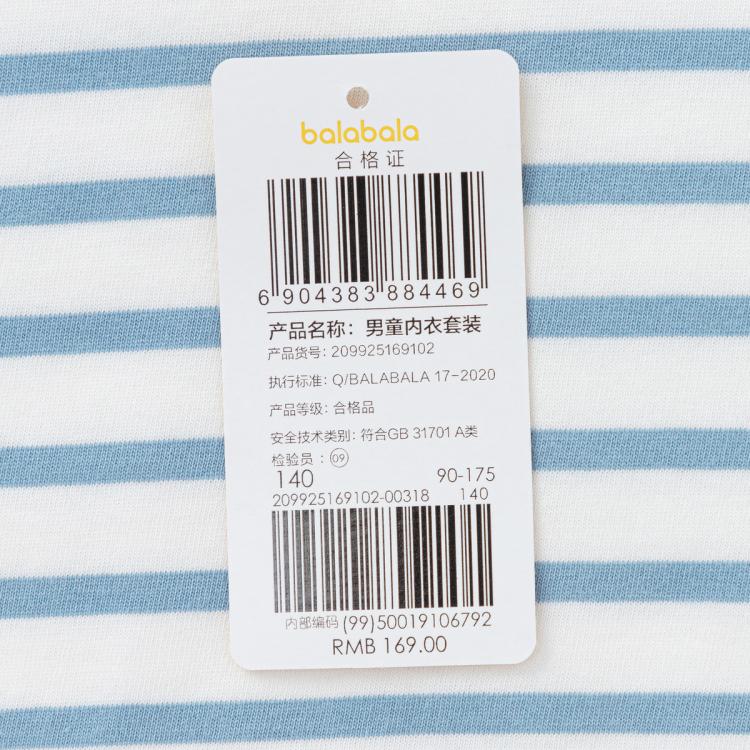 balabala
合格证
6 904383 884469
产品名称：男童内衣套装
产品货号：209925169102
执行标准：Q/BALABALA 17-2020
产品等级：合格品
安全技术类别：符合GB 31701 A类
检验员：09
140 90-175
209925169102-00318 140
内部编码 (99)50019106792
RMB 169.00